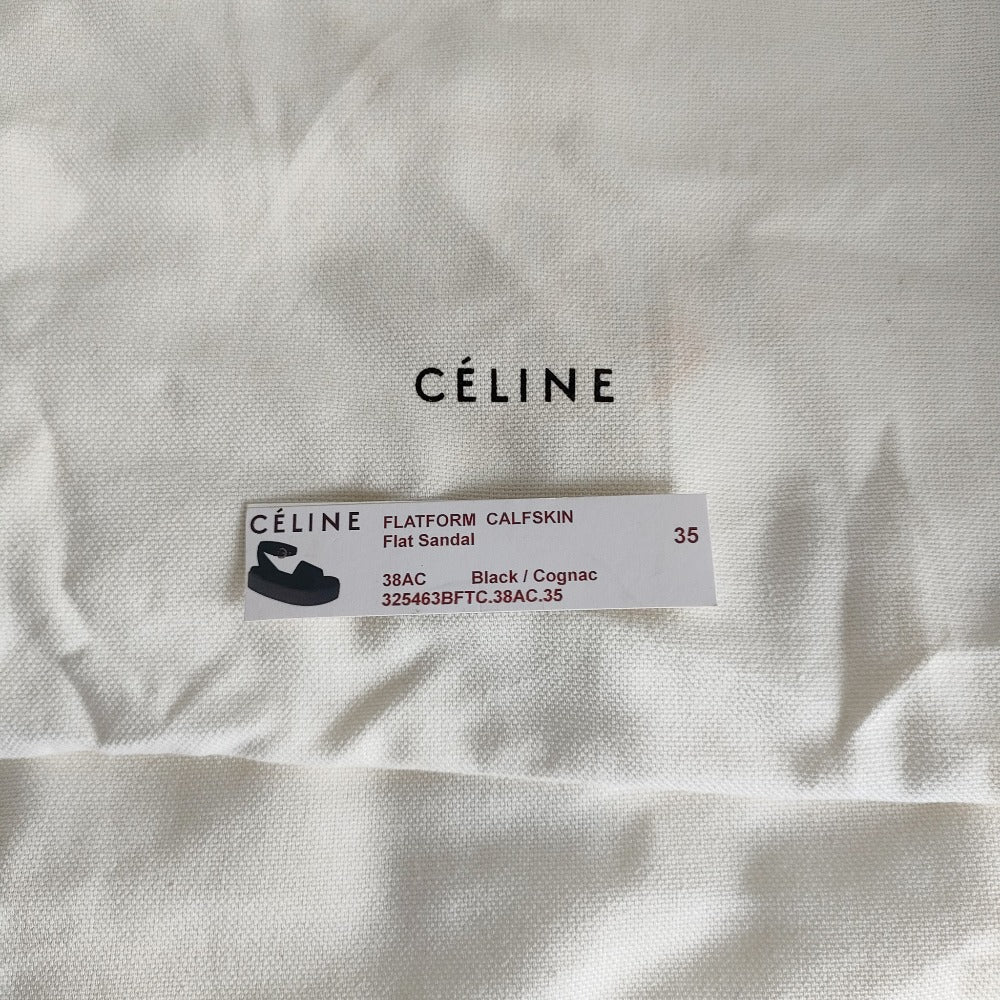 CÉLINE
CÉLINE
FLATFORM CALFSKIN
Flat Sandal
35
38AC Black / Cognac
325463BFTC.38AC.35